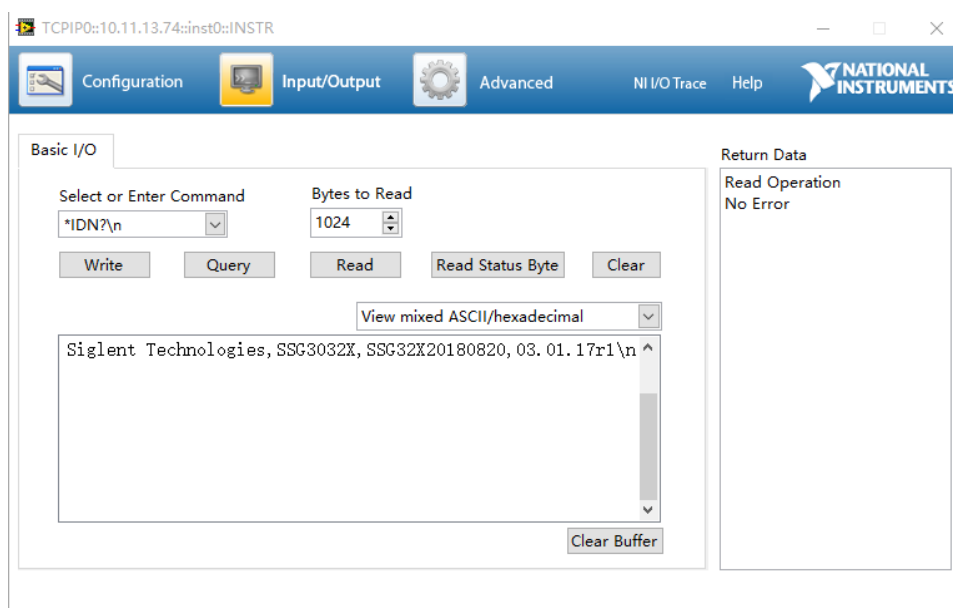 TCPIP0::10.11.13.74::inst0::INSTR
Configuration
Input/Output
Advanced
NI I/O Trace
Help
NATIONAL
INSTRUMENTS
Basic I/O
Select or Enter Command
*IDN?\n
Bytes to Read
1024
Write
Query
Read
Read Status Byte
Clear
View mixed ASCII/hexadecimal
Siglent Technologies,SSG3032X,SSG32X20180820,03.01.17r1\n
Clear Buffer
Return Data
Read Operation
No Error